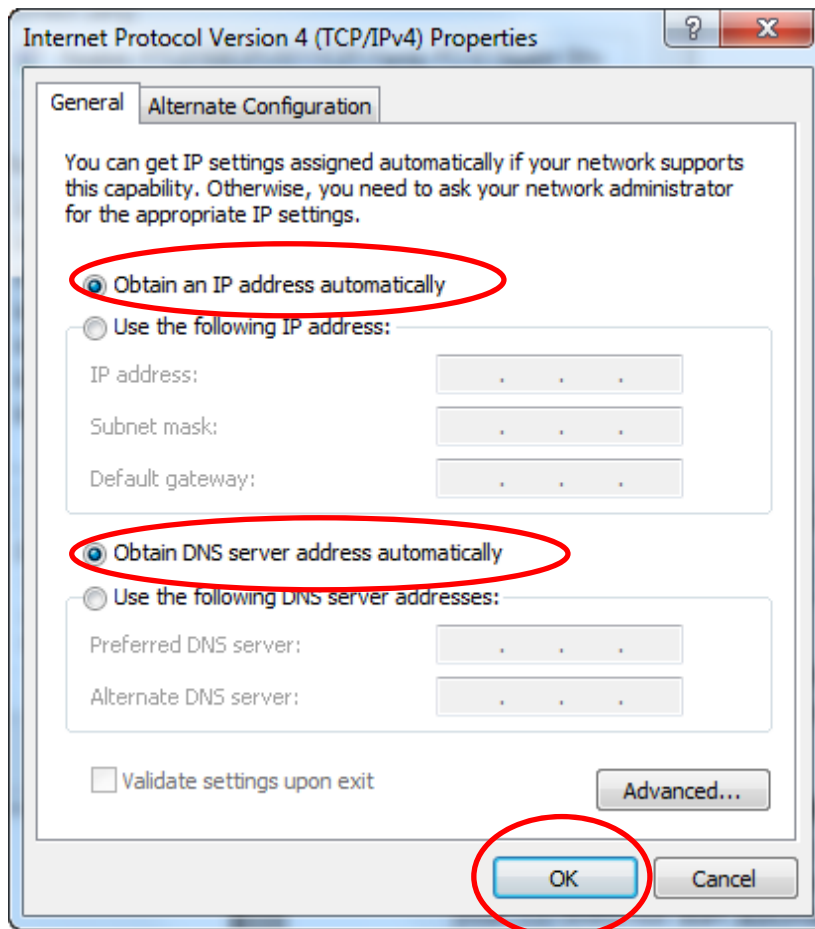 Internet Protocol Version 4 (TCP/IPv4) Properties
General
Alternate Configuration
You can get IP settings assigned automatically if your network supports
this capability. Otherwise, you need to ask your network administrator
for the appropriate IP settings.
Obtain an IP address automatically
Use the following IP address:
IP address:
Subnet mask:
Default gateway:
Obtain DNS server address automatically
Use the following DNS server addresses:
Preferred DNS server:
Alternate DNS server:
Validate settings upon exit
Advanced...
OK
Cancel